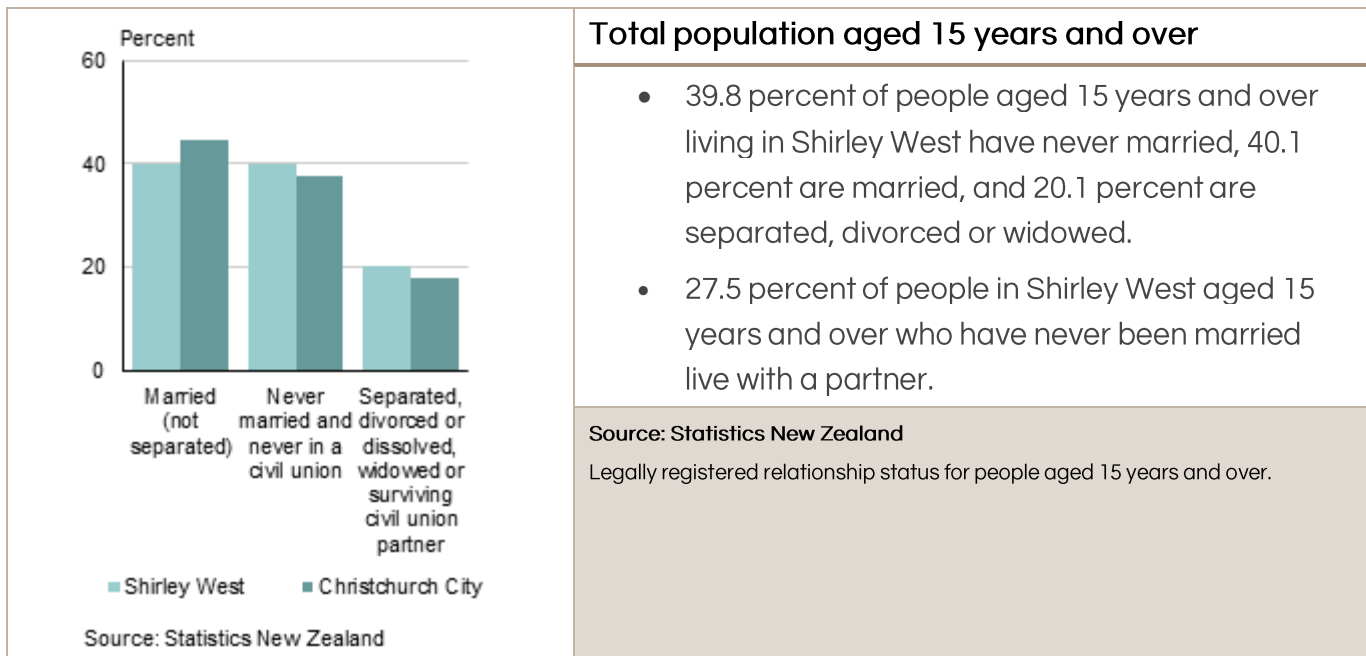 Percent
60
40
20
0
Married
(not
separated)
Never
married and
never in a
civil union
Separated,
divorced or
dissolved,
widowed or
surviving
civil union
partner
Shirley West
Christchurch City
Source: Statistics New Zealand
Total population aged 15 years and over
• 39.8 percent of people aged 15 years and over
living in Shirley West have never married, 40.1
percent are married, and 20.1 percent are
separated, divorced or widowed.
• 27.5 percent of people in Shirley West aged 15
years and over who have never been married
live with a partner.
Source: Statistics New Zealand
Legally registered relationship status for people aged 15 years and over.